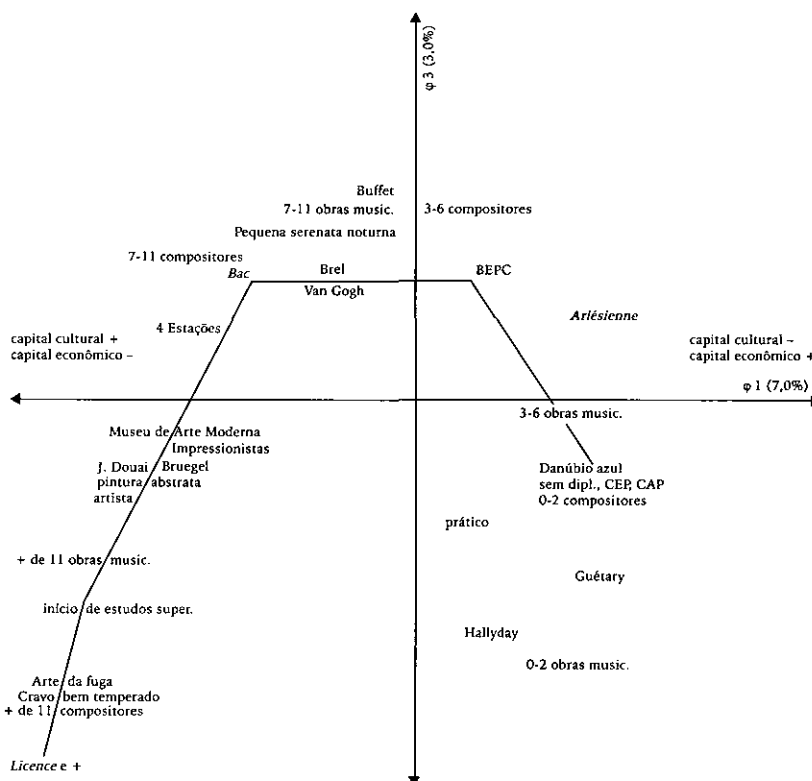 φ 3 (3,0%)
Buffet
7-11 obras music.
3-6 compositores
Pequena serenata noturna
7-11 compositores
Bac
Brel
BEPC
Van Gogh
Arlésienne
4 Estações
capital cultural +
capital econômico –
capital cultural –
capital econômico +
φ 1 (7,0%)
3-6 obras music.
Museu de Arte Moderna
Impressionistas
J. Douai
Bruegel
pintura abstrata
artista
Danúbio azul
sem dipl., CEP, CAP
0-2 compositores
prático
+ de 11 obras music.
Guétary
início de estudos super.
Hallyday
0-2 obras music.
Arte da fuga
Cravo bem temperado
+ de 11 compositores
Licence e +